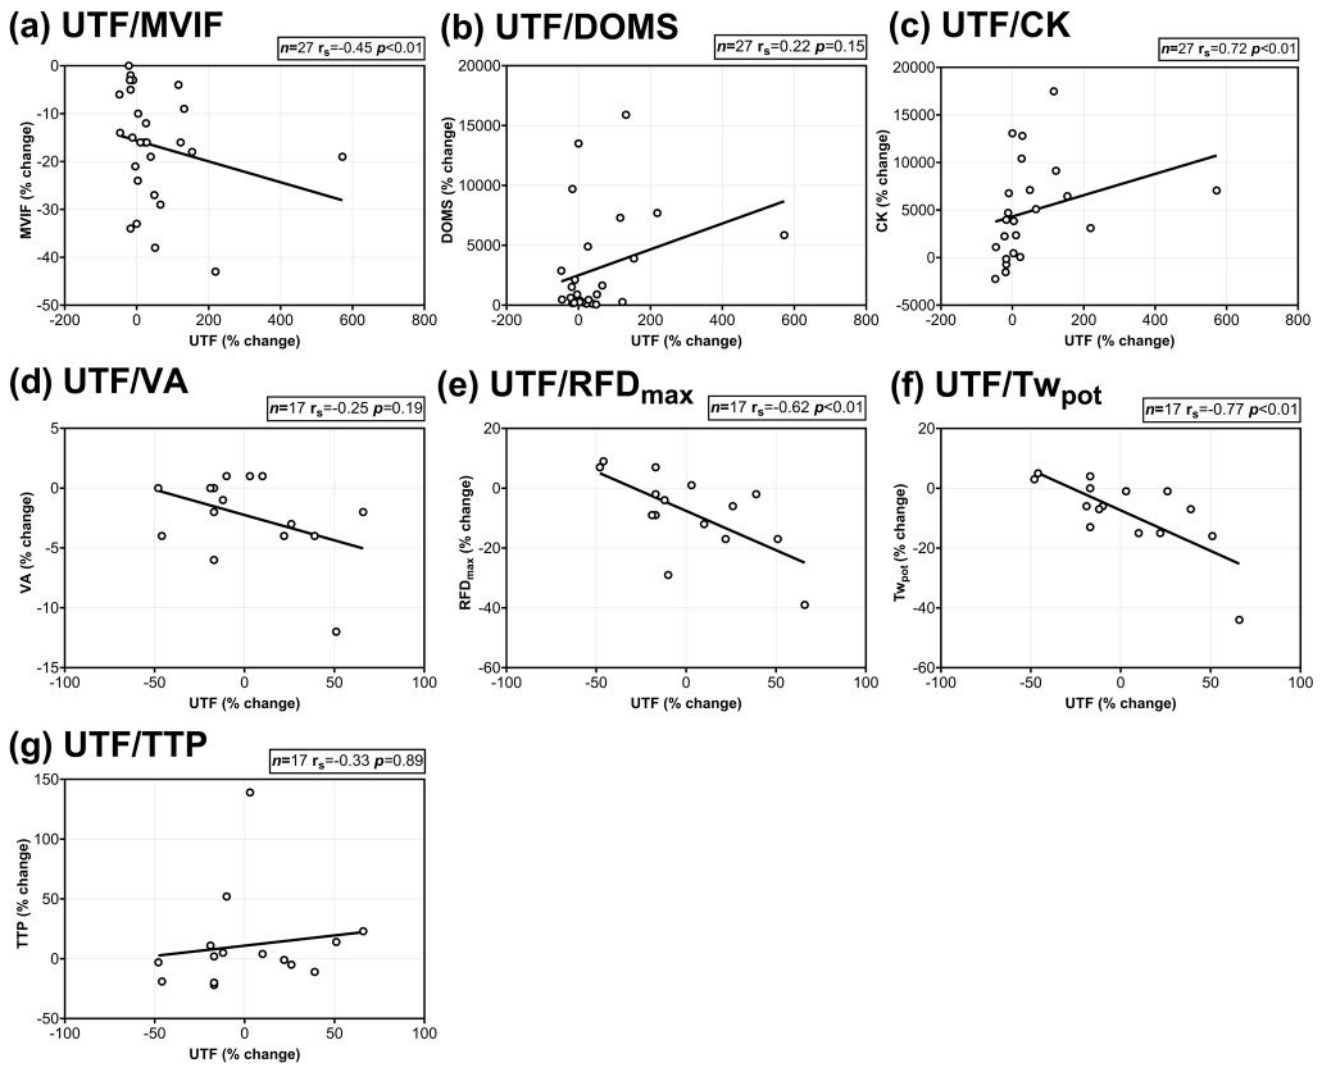 (a) UTF/MVIF
n=27 rs=-0.45 p<0.01
MVIF (% change)
0
-10
-20
-30
-40
-50
-200
0
200
400
600
800
UTF (% change)
(b) UTF/DOMS
n=27 rs=0.22 p=0.15
DOMS (% change)
20000
15000
10000
5000
0
-200
0
200
400
600
800
UTF (% change)
(c) UTF/CK
n=27 rs=0.72 p<0.01
CK (% change)
20000
15000
10000
5000
0
-5000
-200
0
200
400
600
800
UTF (% change)
(d) UTF/VA
n=17 rs=-0.25 p=0.19
VA (% change)
5
0
-5
-10
-15
-100
-50
0
50
100
UTF (% change)
(e) UTF/RFDmax
n=17 rs=-0.62 p<0.01
RFDmax (% change)
20
0
-20
-40
-60
-100
-50
0
50
100
UTF (% change)
(f) UTF/Twpot
n=17 rs=-0.77 p<0.01
Twpot (% change)
20
0
-20
-40
-60
-100
-50
0
50
100
UTF (% change)
(g) UTF/TTP
n=17 rs=-0.33 p=0.89
TTP (% change)
150
100
50
0
-50
-100
-50
0
50
100
UTF (% change)